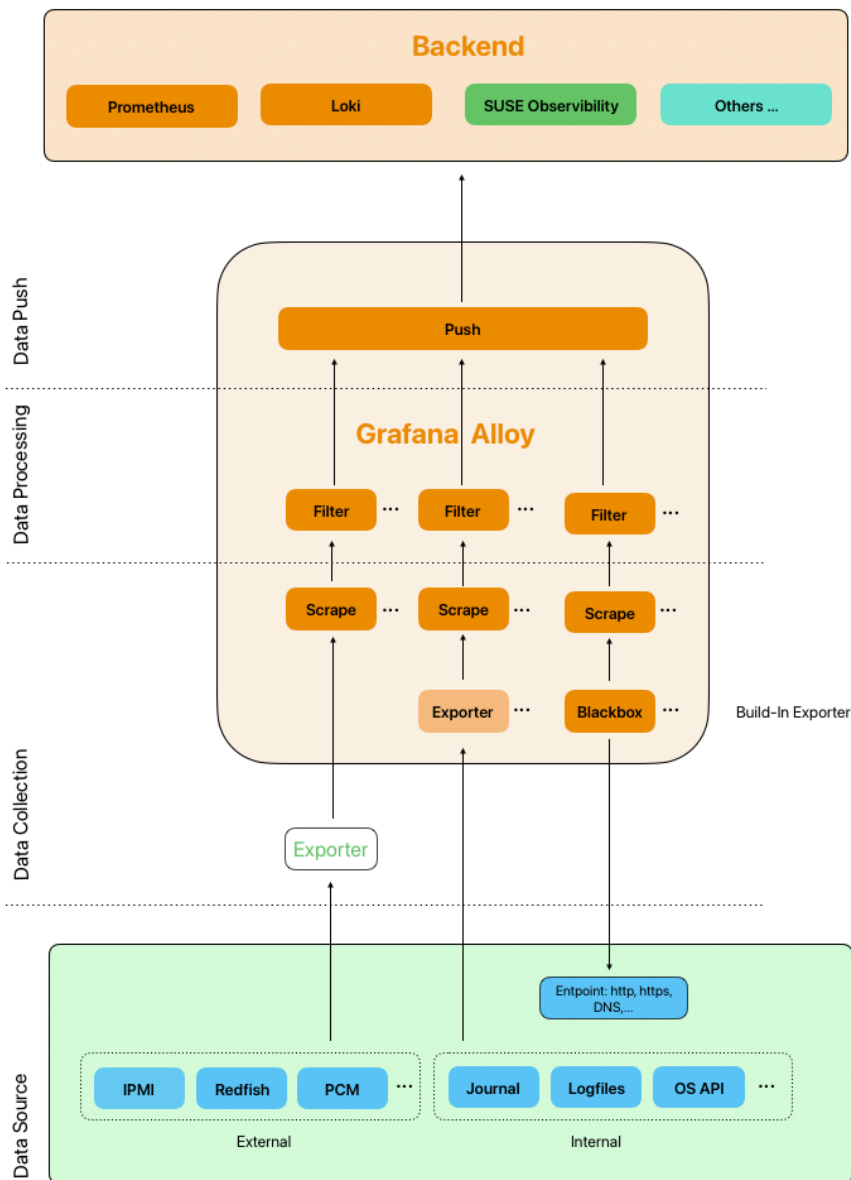 Backend
Prometheus
Loki
SUSE Observibility
Others ...
Data Push
Push
Data Processing
Grafana Alloy
Filter
...
Filter
...
Filter
...
Scrape
...
Scrape
...
Scrape
...
Data Collection
Exporter
...
Blackbox
...
Build-In Exporter
Exporter
Data Source
Entpoint: http, https,
DNS,...
IPMI
Redfish
PCM
...
Journal
Logfiles
OS API
...
External
Internal